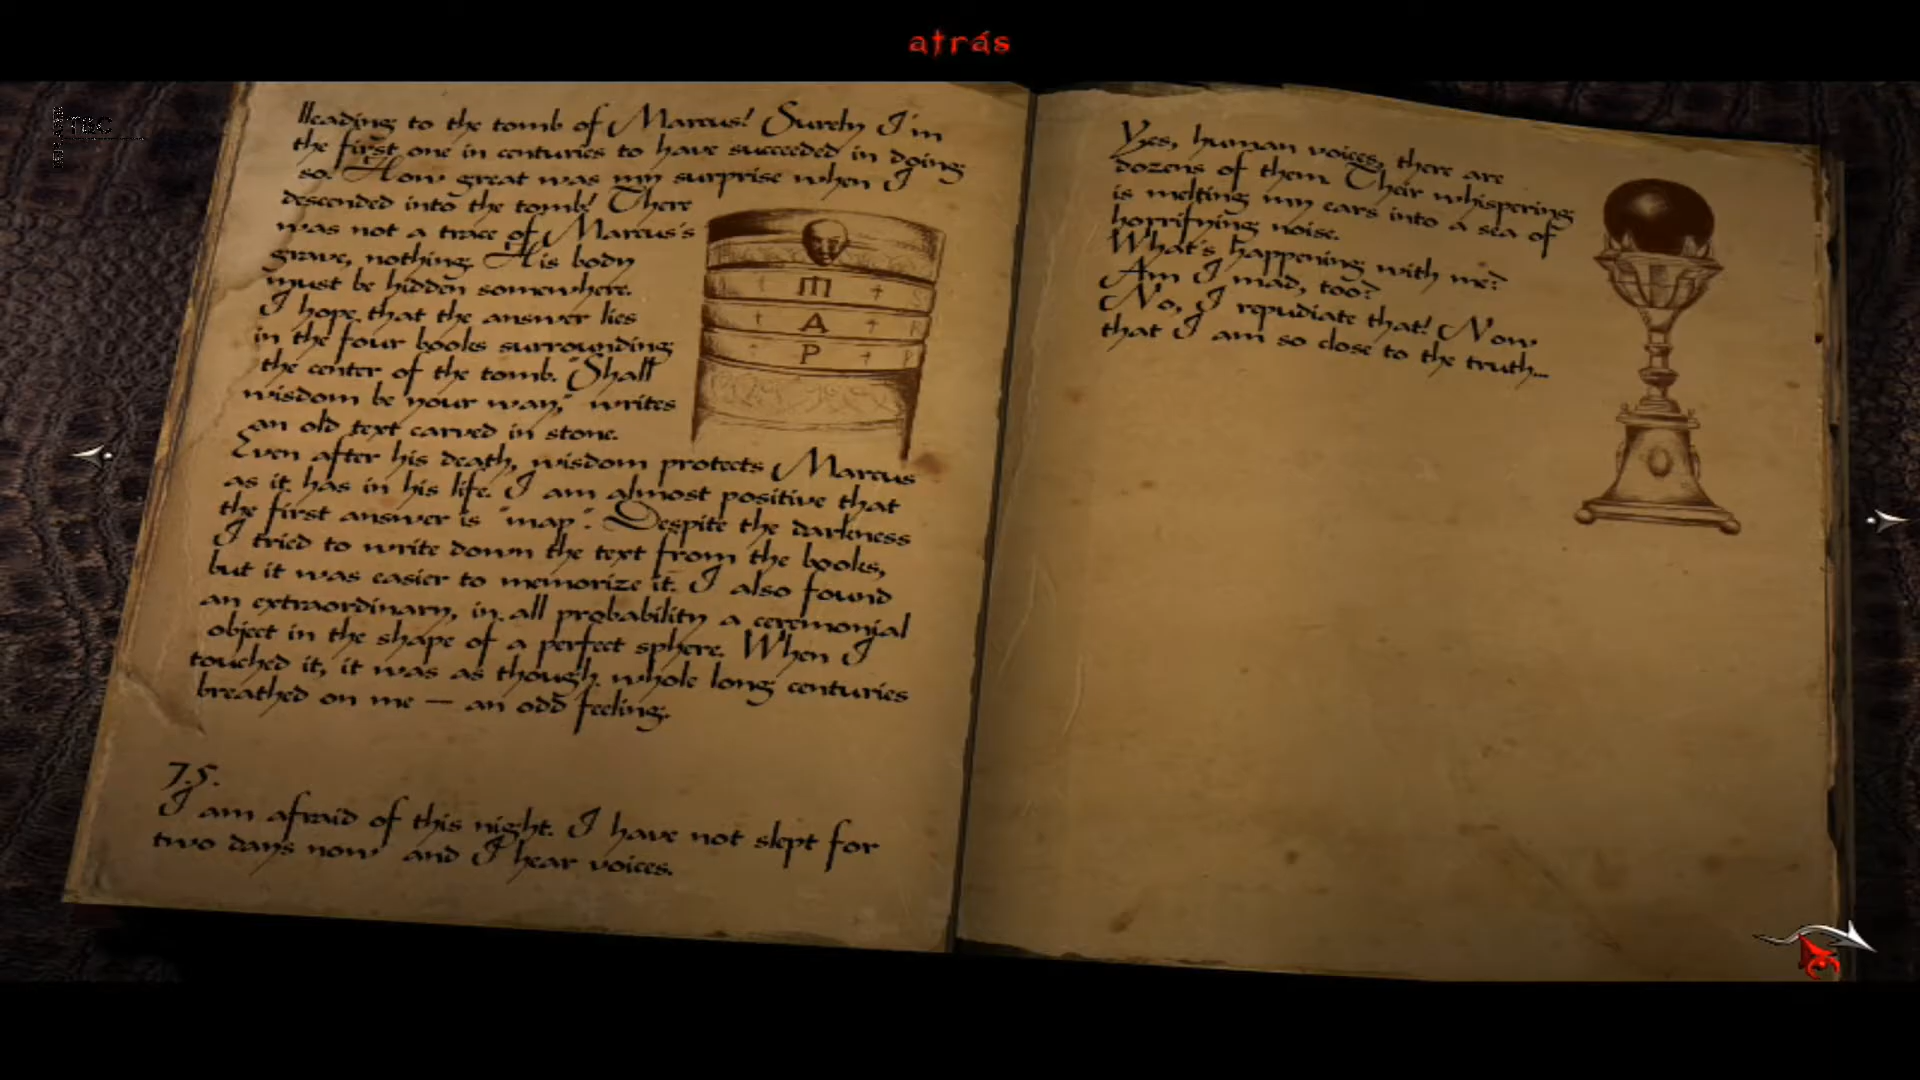 atrás
leading to the tomb of Marcus! Surely I'm
the first one in centuries to have succeeded in doing
so! How great was my surprise when I
descended into the tomb! There
was not a trace of Marcus's
grave, nothing. His body
must be hidden somewhere.
I hope that the answer lies
in the four books surrounding
the center of the tomb. "Shall
wisdom be your way," writes
an old text carved in stone.
Even after his death, wisdom protects Marcus
as it has in his life. I am almost positive that
the first answer is "map". Despite the darkness
I tried to write down the text from the books,
but it was easier to memorize it. I also found
an extraordinary, in all probability a ceremonial
object in the shape of a perfect sphere. When I
touched it, it was as though whole long centuries
breathed on me – an odd feeling.
7.5.
I am afraid of this night. I have not slept for
two days now and I hear voices.
M
A
P
Yes, human voices, there are
dozens of them. Their whispering
is melting my ears into a sea of
horrifying noise.
What's happening with me?
Am I mad, too?
No, I repudiate that! Now
that I am so close to the truth...